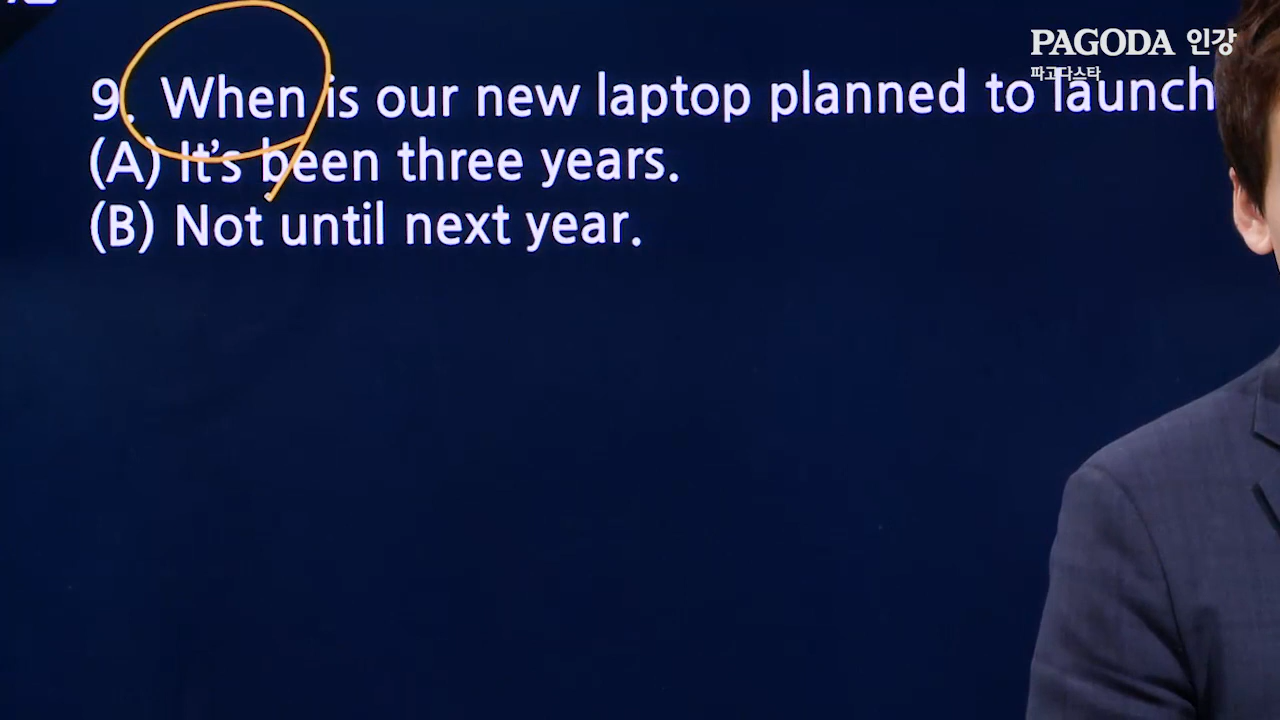 PAGODA 인강
파고다스타
9. When is our new laptop planned to launch
(A) It's been three years.
(B) Not until next year.